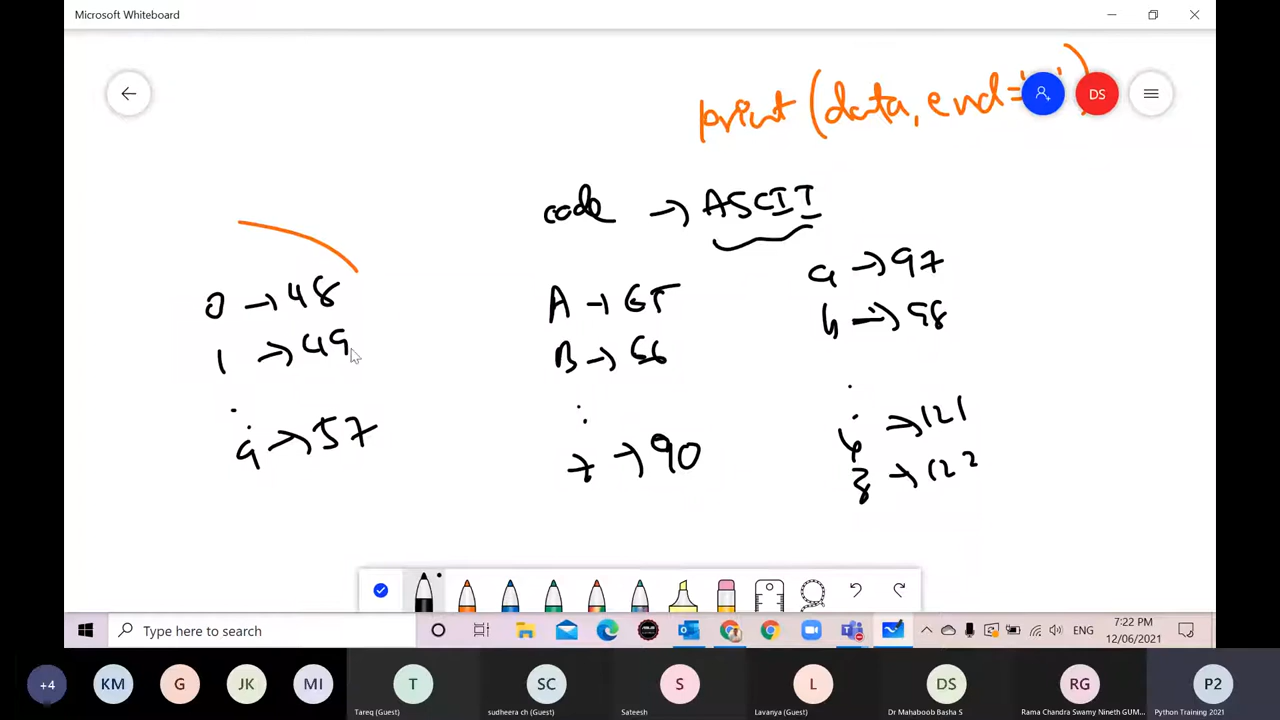 Microsoft Whiteboard
print (data, end='
DS
code → ASCII
0 → 48
1 → 49
.
.
9 → 57
A → 65
B → 66
:
z → 90
a → 97
b → 98
.
.
y → 121
z → 122
Type here to search
ENG
7:22 PM
12/06/2021
+4
KM
G
JK
MI
T
Tareq (Guest)
SC
sudheera ch (Guest)
S
Sateesh
L
Lavanya (Guest)
DS
Dr Mahaboob Basha S
RG
Rama Chandra Swamy Nineth GUM...
P2
Python Training 2021